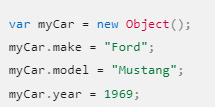 var myCar = new Object();
myCar.make = "Ford";
myCar.model = "Mustang";
myCar.year = 1969;